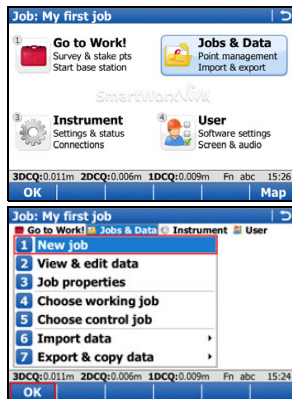 Job: My first job
1 Go to Work!
Survey & stake pts
Start base station
Jobs & Data
Point management
Import & export
SmartWorx Viva
3 Instrument
Settings & status
Connections
4 User
Software settings
Screen & audio
3DCQ:0.011m 2DCQ:0.006m 1DCQ:0.009m Fn abc 15:26
OK Map
Job: My first job
Go to Work! Jobs & Data Instrument User
1 New job
2 View & edit data
3 Job properties
4 Choose working job
5 Choose control job
6 Import data
7 Export & copy data
3DCQ:0.011m 2DCQ:0.006m 1DCQ:0.009m Fn abc 15:24
OK